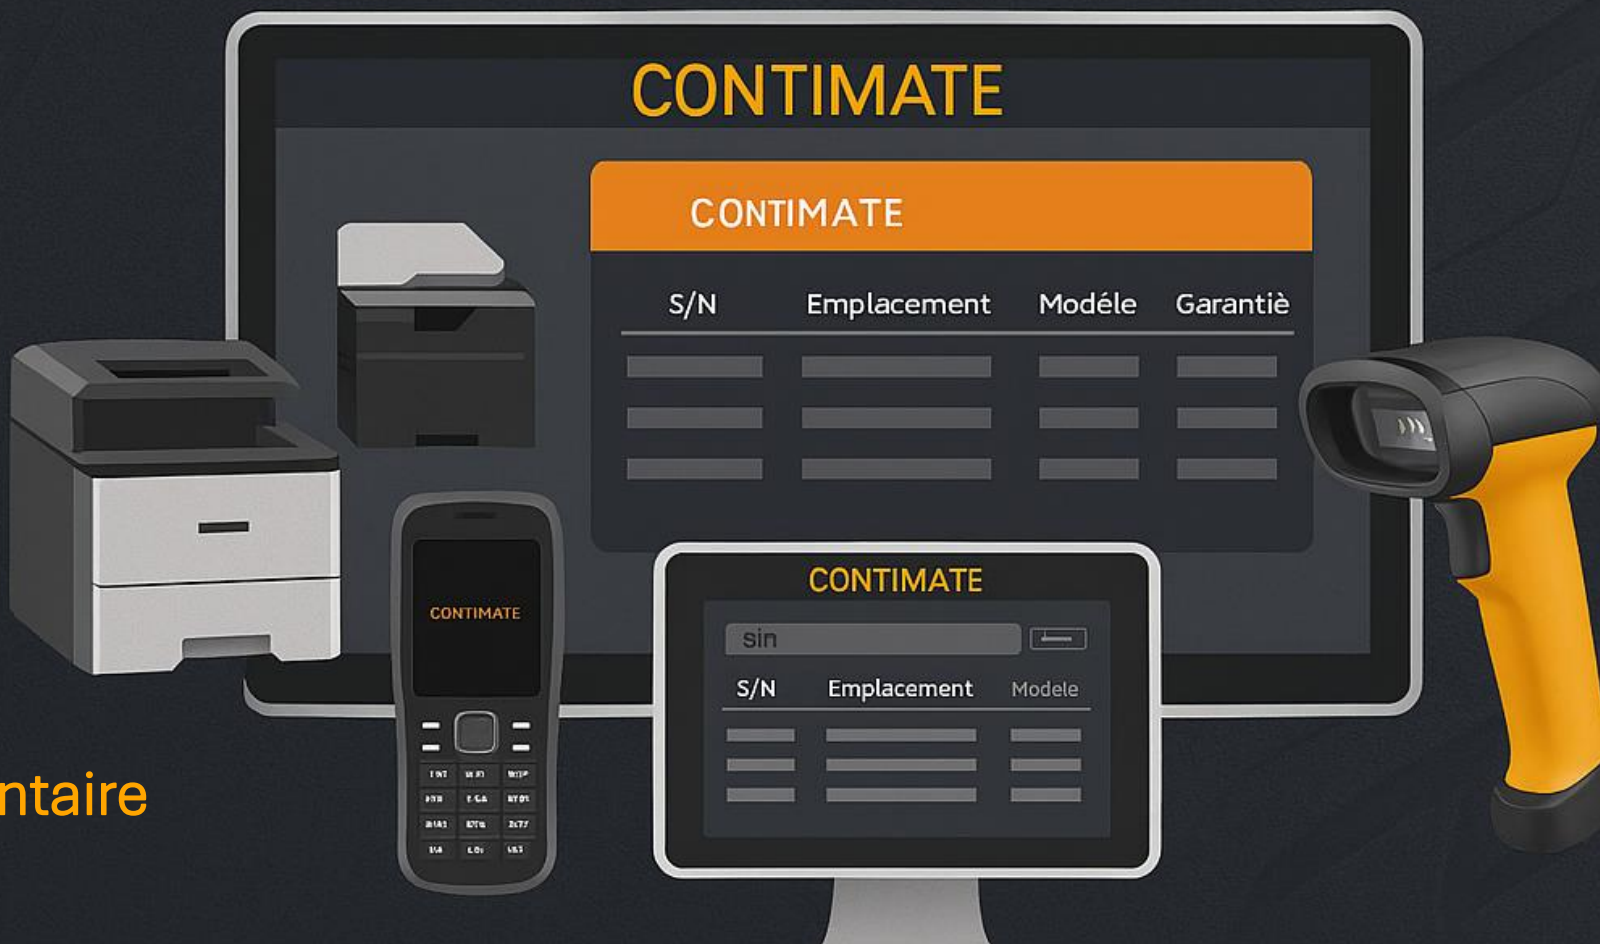 CONTIMATE
CONTIMATE
S/N Emplacement Modéle Garantiè
CONTIMATE
CONTIMATE
sin
S/N Emplacement Modele
ntaire